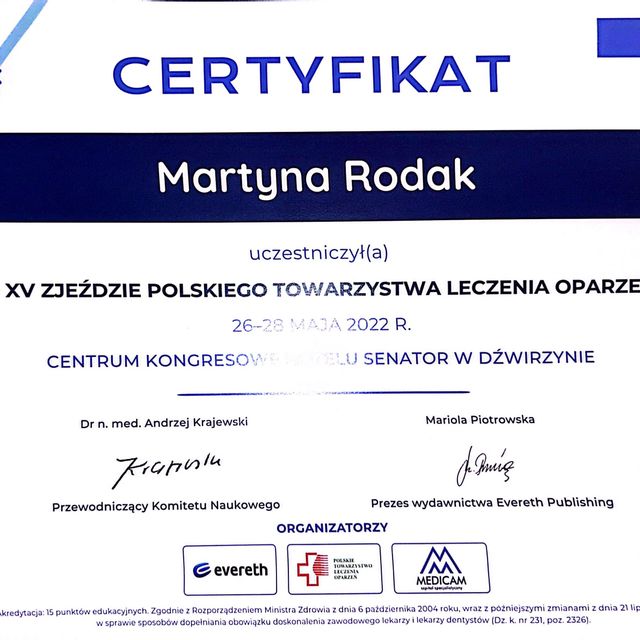 CERTYFIKAT
Martyna Rodak
uczestniczył(a)
XV ZJEŹDZIE POLSKIEGO TOWARZYSTWA LECZENIA OPARZE
26–28 MAJA 2022 R.
CENTRUM KONGRESOWE HOTELU SENATOR W DŹWIRZYNIE
Dr n. med. Andrzej Krajewski
Mariola Piotrowska
Przewodniczący Komitetu Naukowego
Prezes wydawnictwa Evereth Publishing
ORGANIZATORZY
evereth
POLSKIE
TOWARZYSTWO
LECZENIA
OPARZEŃ
MEDICAM
szpital specjalistyczny
Akredytacja: 15 punktów edukacyjnych. Zgodnie z Rozporządzeniem Ministra Zdrowia z dnia 6 października 2004 roku, wraz z późniejszymi zmianami z dnia 21 lip
w sprawie sposobów dopełniania obowiązku doskonalenia zawodowego lekarzy i lekarzy dentystów (Dz. k. nr 231, poz. 2326).